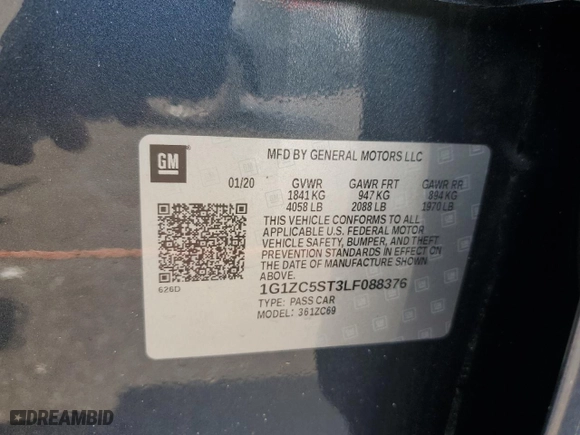 GM
MFD BY GENERAL MOTORS LLC
01/20 GVWR GAWR FRT GAWR RR
1841 KG 947 KG 894 KG
4058 LB 2088 LB 1970 LB
THIS VEHICLE CONFORMS TO ALL
APPLICABLE U.S. FEDERAL MOTOR
VEHICLE SAFETY, BUMPER, AND THEFT
PREVENTION STANDARDS IN EFFECT ON
THE DATE OF MANUFACTURE SHOWN
ABOVE.
626D
1G1ZC5ST3LF088376
TYPE: PASS CAR
MODEL: 361ZC69
DREAMBID